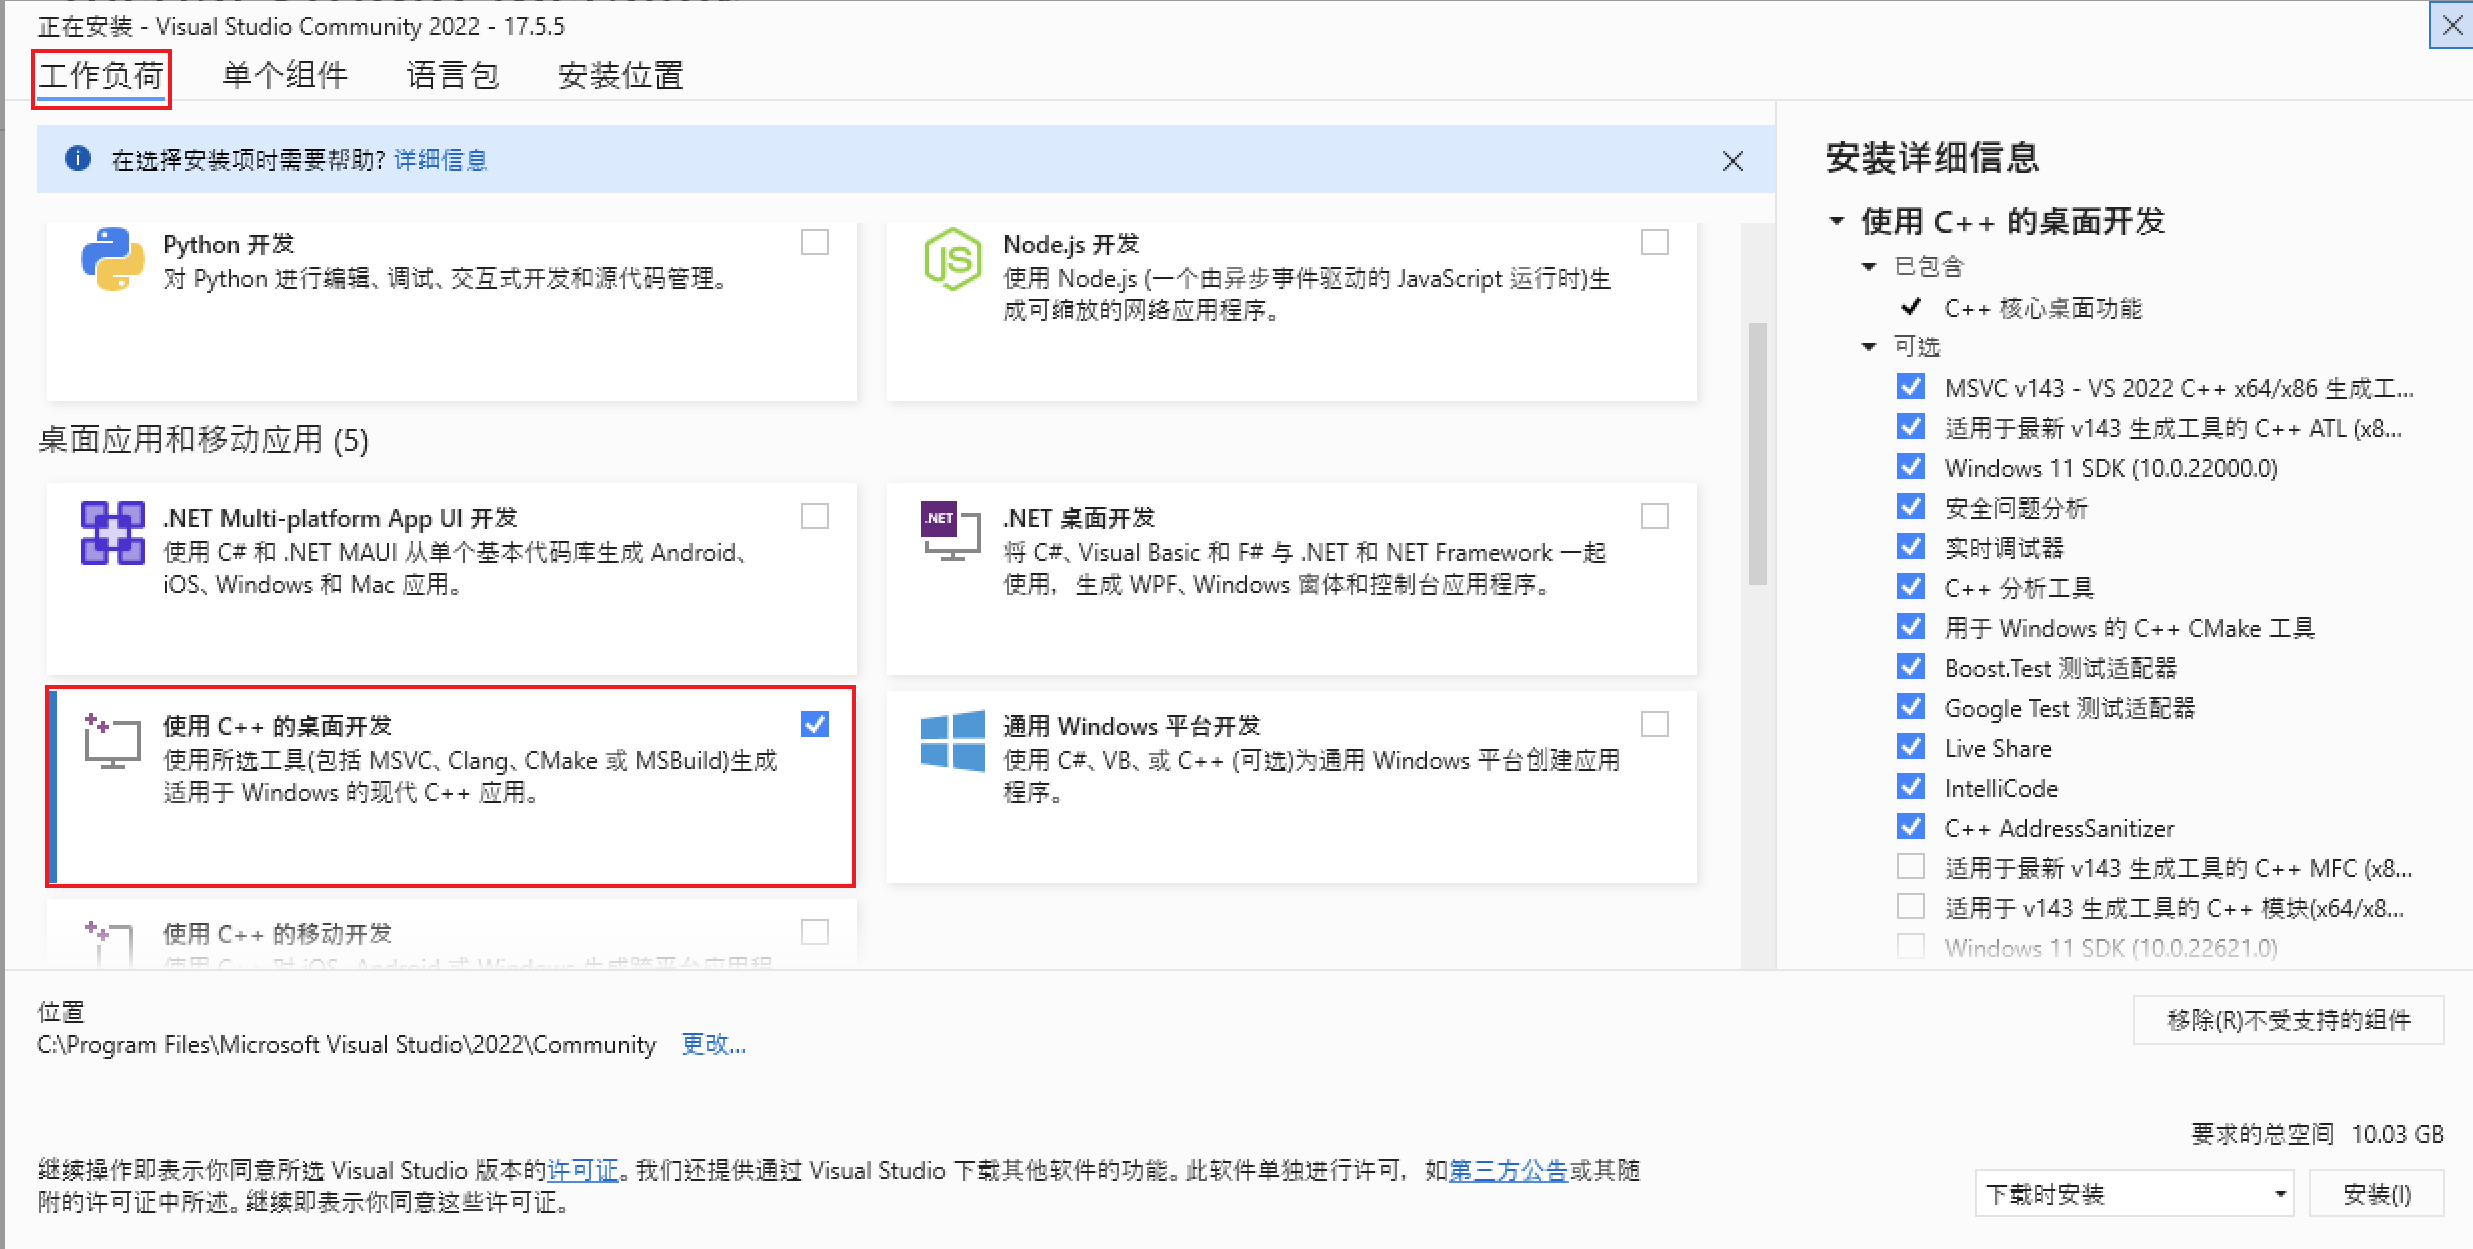 正在安装 - Visual Studio Community 2022 - 17.5.5
工作负荷 单个组件 语言包 安装位置
在选择安装项时需要帮助? 详细信息
Python 开发
对 Python 进行编辑、调试、交互式开发和源代码管理。
Node.js 开发
使用 Node.js (一个由异步事件驱动的 JavaScript 运行时)生
成可缩放的网络应用程序。
桌面应用和移动应用 (5)
.NET Multi-platform App UI 开发
使用 C# 和 .NET MAUI 从单个基本代码库生成 Android、
iOS、Windows 和 Mac 应用。
.NET
.NET 桌面开发
将 C#、Visual Basic 和 F# 与 .NET 和 NET Framework 一起
使用，生成 WPF、Windows 窗体和控制台应用程序。
使用 C++ 的桌面开发
使用所选工具(包括 MSVC、Clang、CMake 或 MSBuild)生成
适用于 Windows 的现代 C++ 应用。
通用 Windows 平台开发
使用 C#、VB、或 C++ (可选)为通用 Windows 平台创建应用
程序。
使用 C++ 的移动开发
使用 C++ 对 iOS、Android 或 Windows 生成跨平台应用程
安装详细信息
使用 C++ 的桌面开发
已包含
C++ 核心桌面功能
可选
MSVC v143 - VS 2022 C++ x64/x86 生成工...
适用于最新 v143 生成工具的 C++ ATL (x8...
Windows 11 SDK (10.0.22000.0)
安全问题分析
实时调试器
C++ 分析工具
用于 Windows 的 C++ CMake 工具
Boost.Test 测试适配器
Google Test 测试适配器
Live Share
IntelliCode
C++ AddressSanitizer
适用于最新 v143 生成工具的 C++ MFC (x8...
适用于 v143 生成工具的 C++ 模块(x64/x8...
Windows 11 SDK (10.0.22621.0)
位置
C:\Program Files\Microsoft Visual Studio\2022\Community 更改...
移除(R)不受支持的组件
要求的总空间 10.03 GB
继续操作即表示你同意所选 Visual Studio 版本的许可证。我们还提供通过 Visual Studio 下载其他软件的功能。此软件单独进行许可，如第三方公告或其随
附的许可证中所述。继续即表示你同意这些许可证。
下载时安装
安装(I)